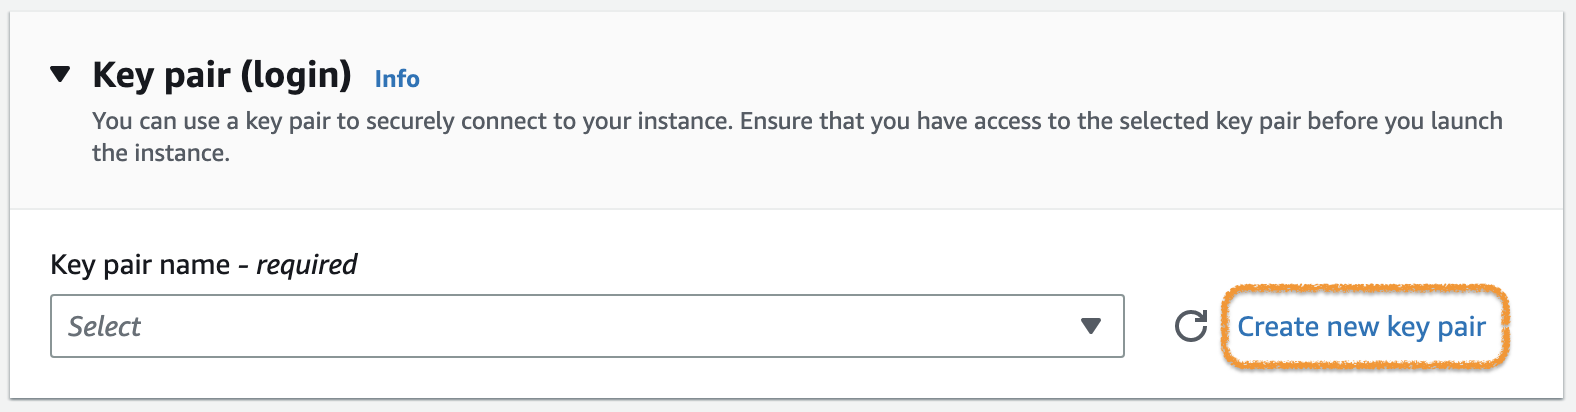 Key pair (login) Info
You can use a key pair to securely connect to your instance. Ensure that you have access to the selected key pair before you launch
the instance.
Key pair name - required
Select
Create new key pair